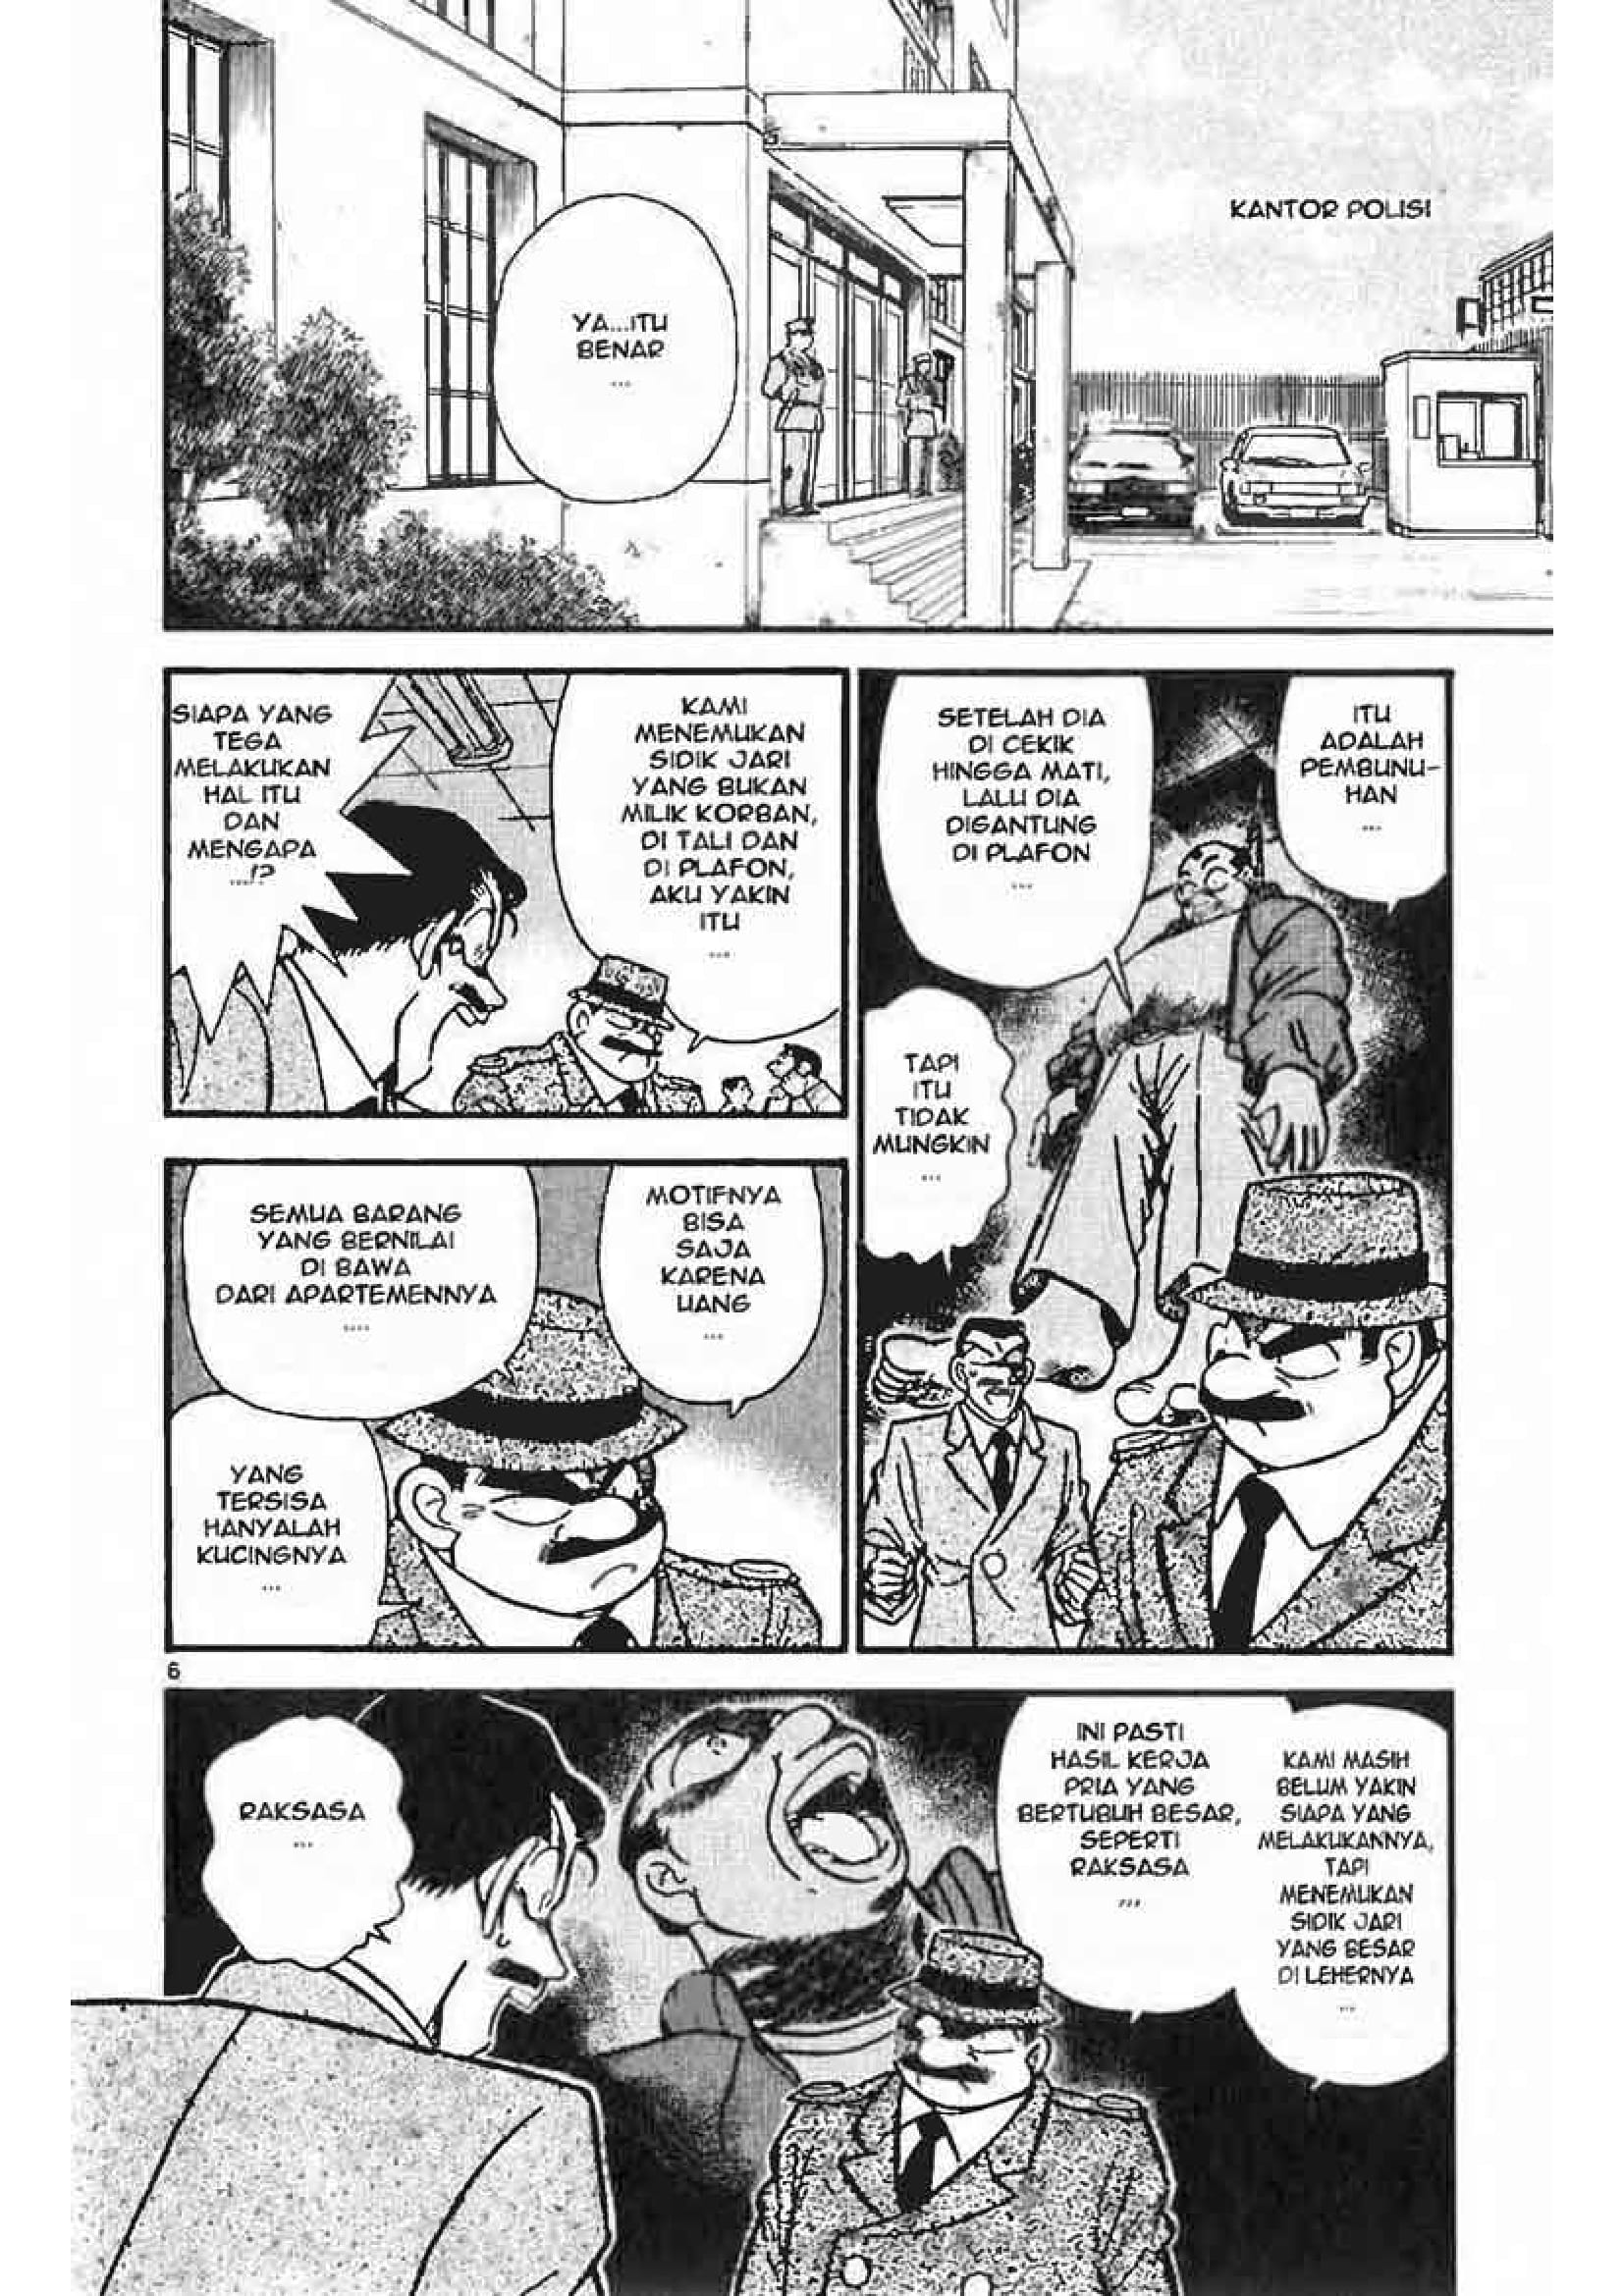 KANTOR POLISI
YA...ITU
BENAR
...
ITU
ADALAH
PEMBUNU-
HAN
...
SETELAH DIA
DI CEKIK
HINGGA MATI,
LALU DIA
DIGANTUNG
DI PLAFON
...
TAPI
ITU
TIDAK
MUNGKIN
...
KAMI
MENEMUKAN
SIDIK JARI
YANG BUKAN
MILIK KORBAN,
DI TALI DAN
DI PLAFON,
AKU YAKIN
ITU
...
SIAPA YANG
TEGA
MELAKUKAN
HAL ITU
DAN
MENGAPA
....!?
MOTIFNYA
BISA
SAJA
KARENA
UANG
...
SEMUA BARANG
YANG BERNILAI
DI BAWA
DARI APARTEMENNYA
....
YANG
TERSISA
HANYALAH
KUCINGNYA
...
6
KAMI MASIH
BELUM YAKIN
SIAPA YANG
MELAKUKANNYA,
TAPI
MENEMUKAN
SIDIK JARI
YANG BESAR
DI LEHERNYA
...
INI PASTI
HASIL KERJA
PRIA YANG
BERTUBUH BESAR,
SEPERTI
RAKSASA
...
RAKSASA
...